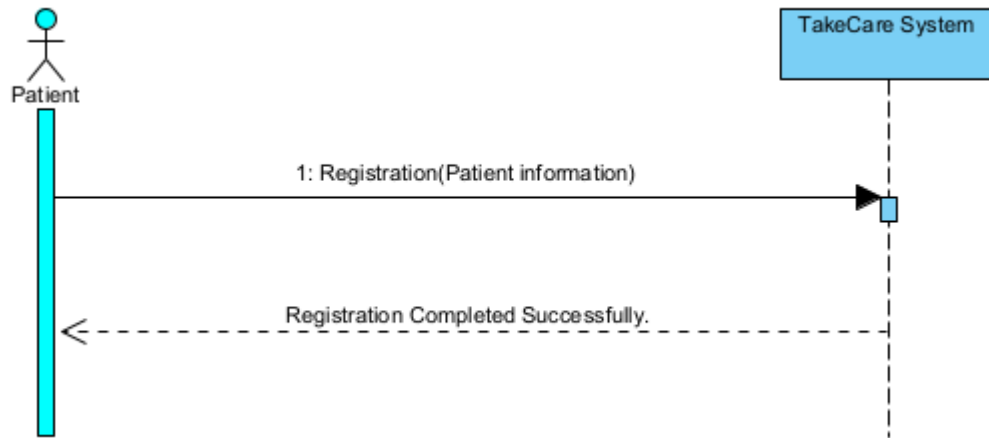 TakeCare System
Patient
1: Registration(Patient information)
Registration Completed Successfully.